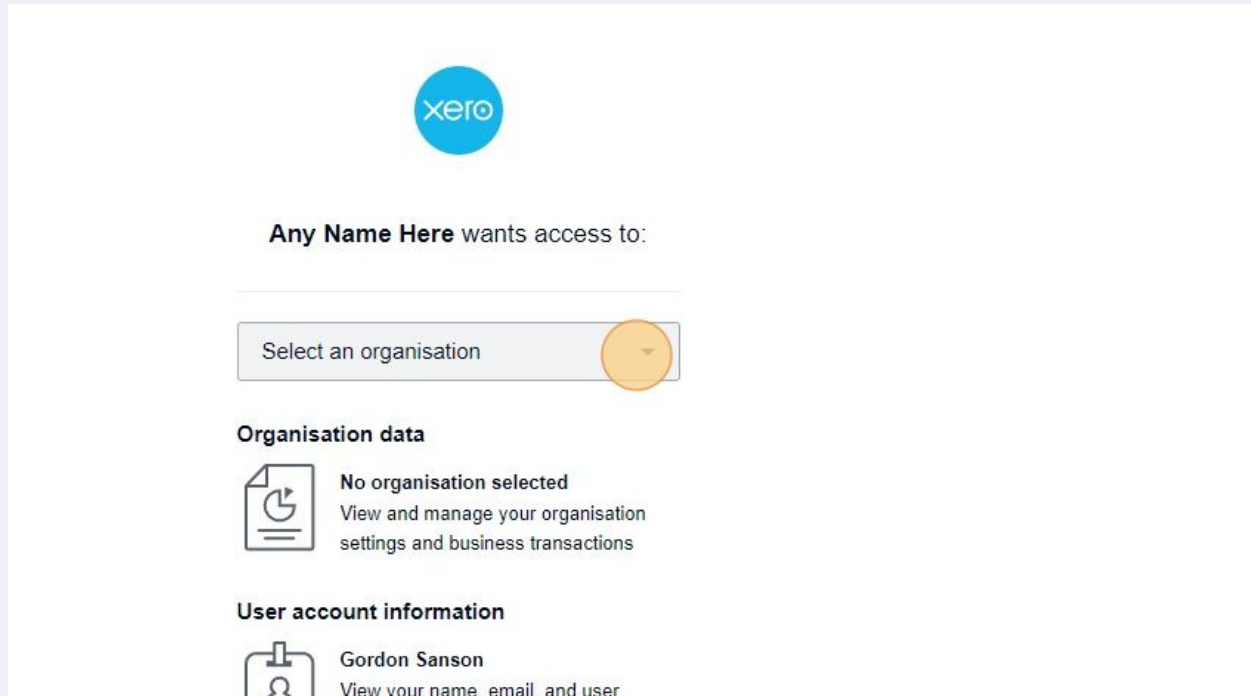 xero
Any Name Here wants access to:
Select an organisation
Organisation data
No organisation selected
View and manage your organisation
settings and business transactions
User account information
Gordon Sanson
View your name, email, and user